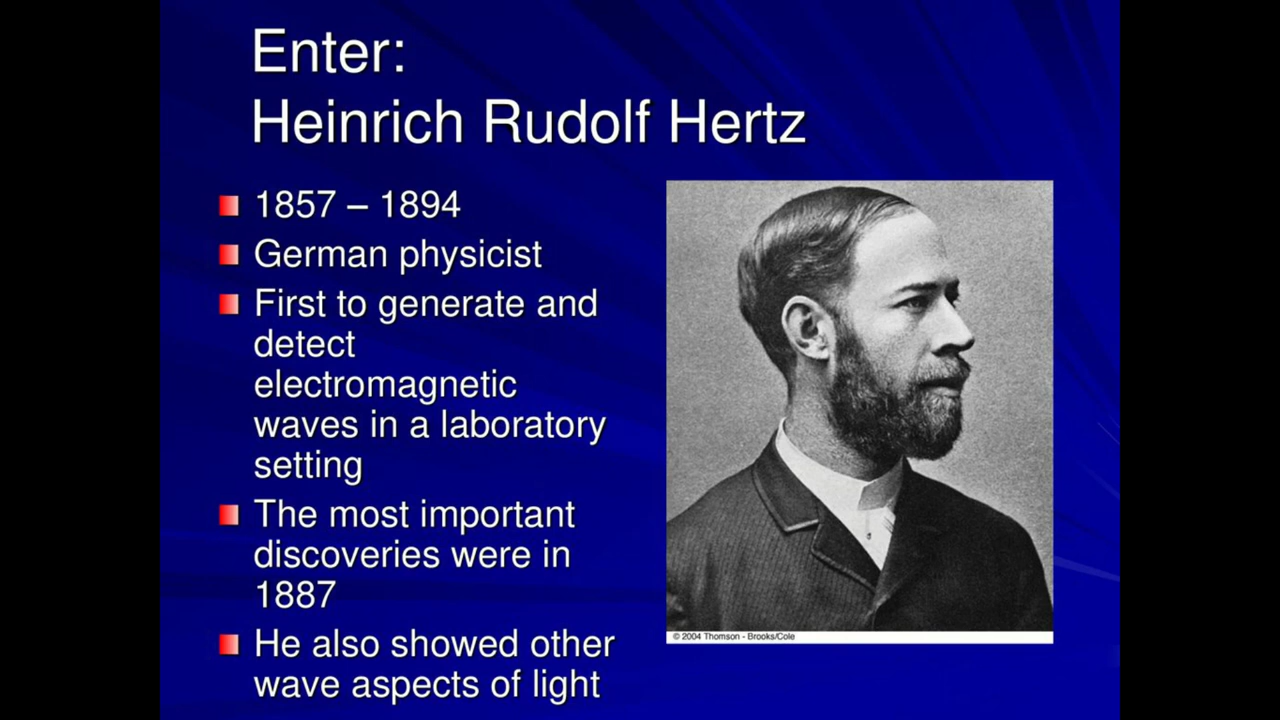 Enter:
Heinrich Rudolf Hertz
1857 – 1894
German physicist
First to generate and
detect
electromagnetic
waves in a laboratory
setting
The most important
discoveries were in
1887
He also showed other
wave aspects of light
© 2004 Thomson - Brooks/Cole